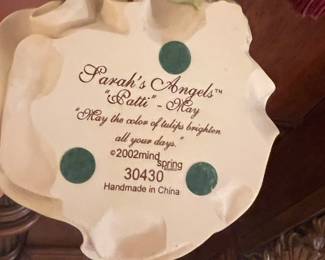 Sarah's Angels™
"Patti" - May
"May the color of tulips brighten
all your days."
©2002mind
spring
30430
Handmade in China